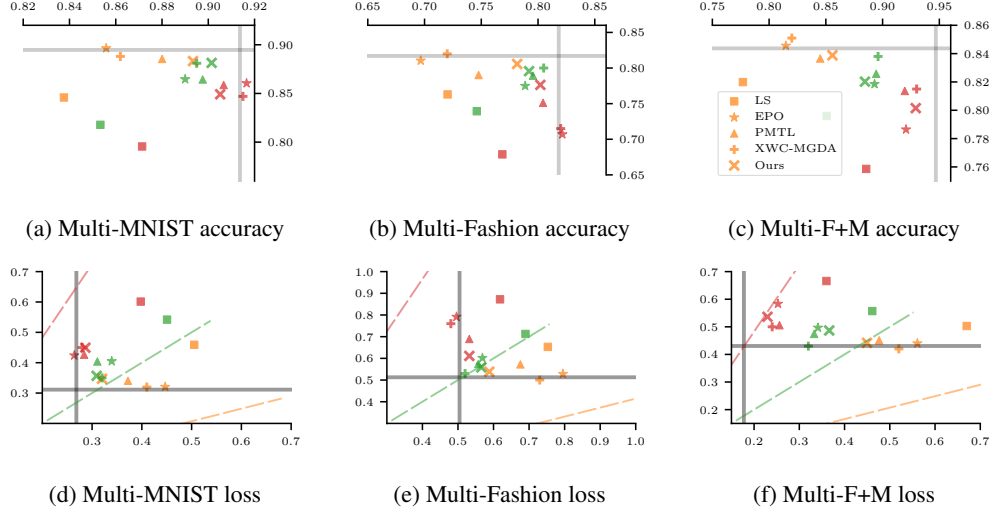 0.82 0.84 0.86 0.88 0.90 0.92
0.90
0.85
0.80
0.65 0.70 0.75 0.80 0.85
0.85
0.80
0.75
0.70
0.65
0.75 0.80 0.85 0.90 0.95
0.86
0.84
0.82
0.80
0.78
0.76
LS
EPO
PMTL
XWC-MGDA
Ours
(a) Multi-MNIST accuracy
(b) Multi-Fashion accuracy
(c) Multi-F+M accuracy
0.7
0.6
0.5
0.4
0.3
0.3 0.4 0.5 0.6 0.7
1.0
0.9
0.8
0.7
0.6
0.5
0.4
0.4 0.5 0.6 0.7 0.8 0.9 1.0
0.7
0.6
0.5
0.4
0.3
0.2
0.2 0.3 0.4 0.5 0.6 0.7
(d) Multi-MNIST loss
(e) Multi-Fashion loss
(f) Multi-F+M loss